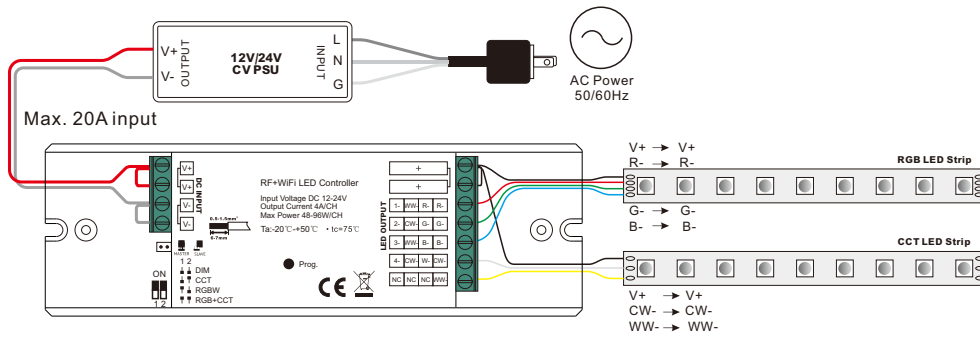 V+
V-
OUTPUT
12V/24V
CV PSU
INPUT
L
N
G
AC Power
50/60Hz
Max. 20A input
V+
V+
V-
V-
DC INPUT
RF+WiFi LED Controller
Input Voltage DC 12-24V
Output Current 4A/CH
Max Power 48-96W/CH
Ta:-20℃-+50℃ • tc=75℃
0.5-1.5mm²
6-7mm
MASTER SLAVE
1 2
DIM
CCT
RGBW
RGB+CCT
ON
1 2
Prog.
CE
LED OUTPUT
+
+
1- WW- R- R-
2- CW- G- G-
3- WW- B- B-
4- CW- W- CW-
NC NC NC WW-
V+ → V+
R- → R-
RGB LED Strip
G- → G-
B- → B-
CCT LED Strip
V+ → V+
CW- → CW-
WW- → WW-